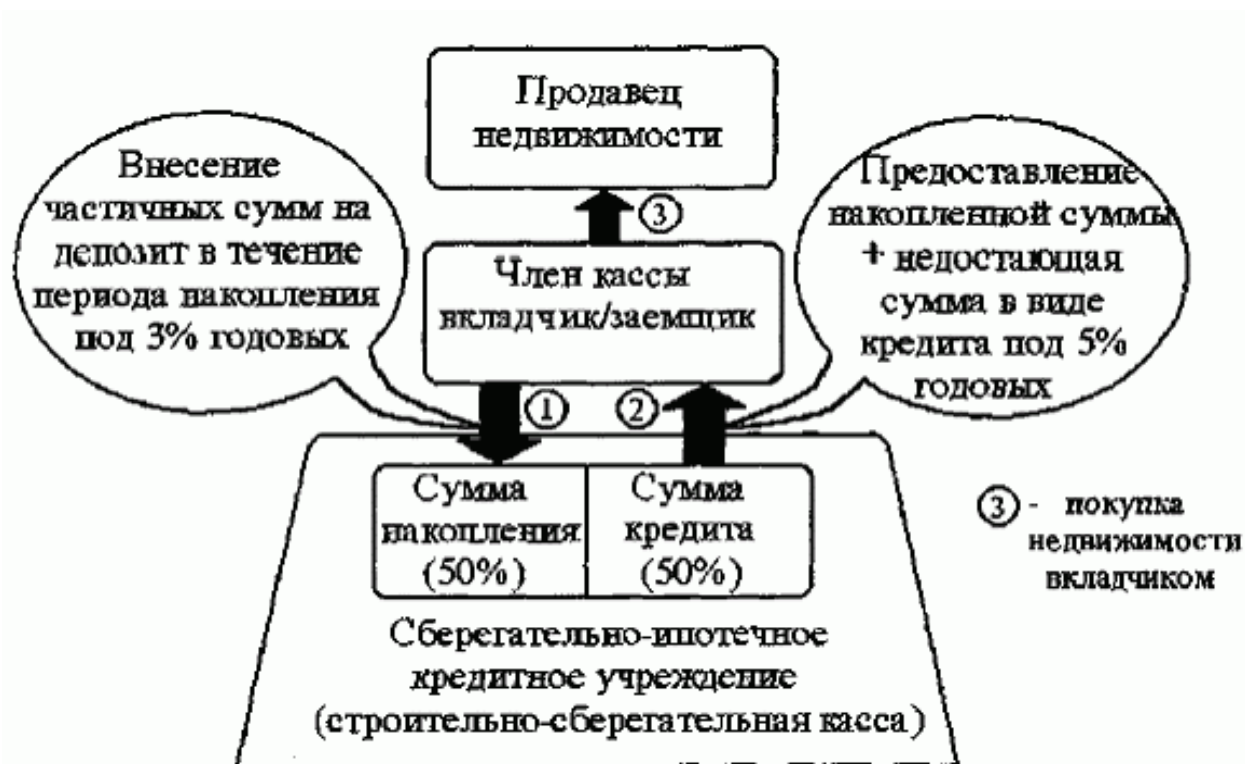 Продавец
недвижимости
Внесение
частичных сумм на
депозит в течение
периода накопления
под 3% годовых
Предоставление
накопленной суммы
+ недостающая
сумма в виде
кредита под 5%
годовых
3
Член кассы
вкладчик/заемщик
1
2
Сумма
накопления
(50%)
Сумма
кредита
(50%)
3 - покупка
недвижимости
вкладчиком
Сберегательно-ипотечное
кредитное учреждение
(строительно-сберегательная касса)